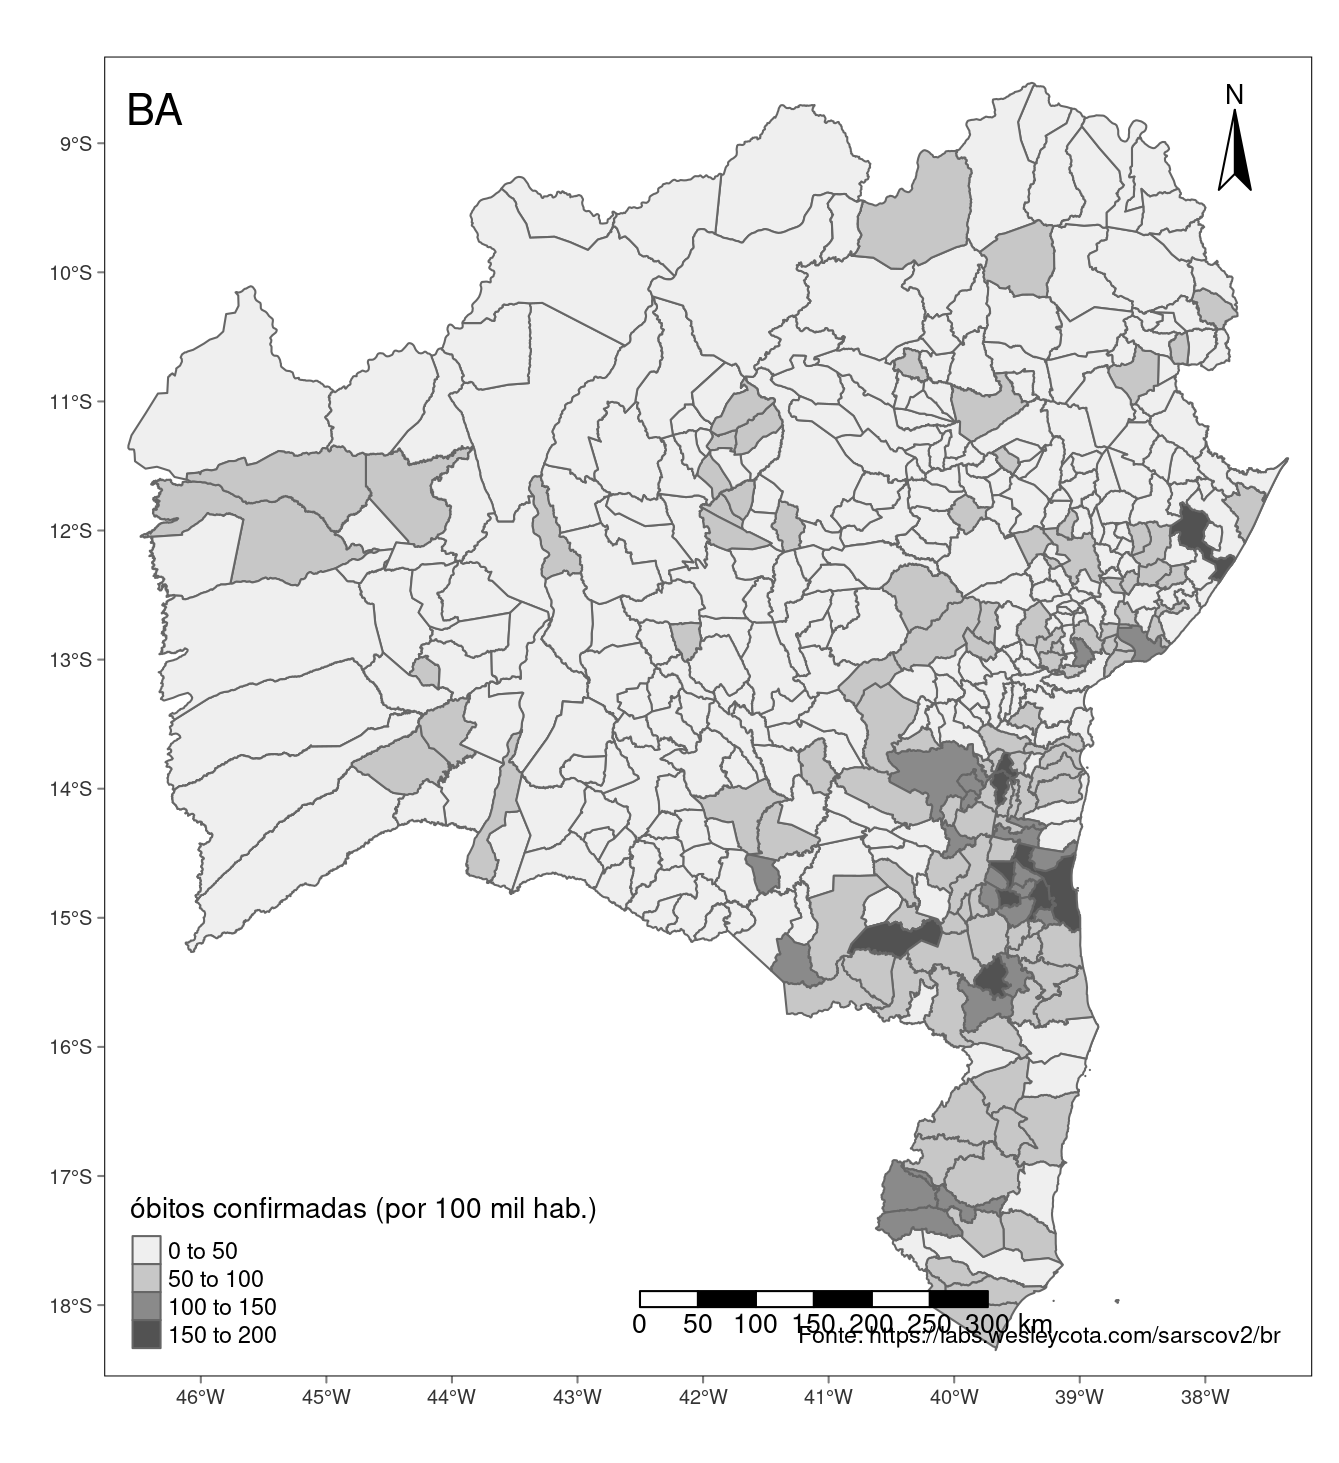 BA
N
9°S
10°S
11°S
12°S
13°S
14°S
15°S
16°S
17°S
18°S
óbitos confirmadas (por 100 mil hab.)
0 to 50
50 to 100
100 to 150
150 to 200
0 50 100 150 200 250 300 km
Fonte: https://labs.wesleycota.com/sarscov2/br
46°W 45°W 44°W 43°W 42°W 41°W 40°W 39°W 38°W